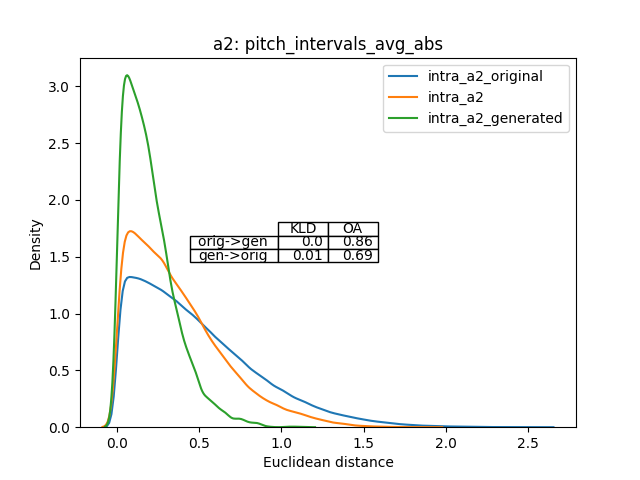 a2: pitch_intervals_avg_abs
3.0
2.5
2.0
1.5
1.0
0.5
0.0
Density
intra_a2_original
intra_a2
intra_a2_generated
KLD OA
orig->gen 0.0 0.86
gen->orig 0.01 0.69
0.0 0.5 1.0 1.5 2.0 2.5
Euclidean distance